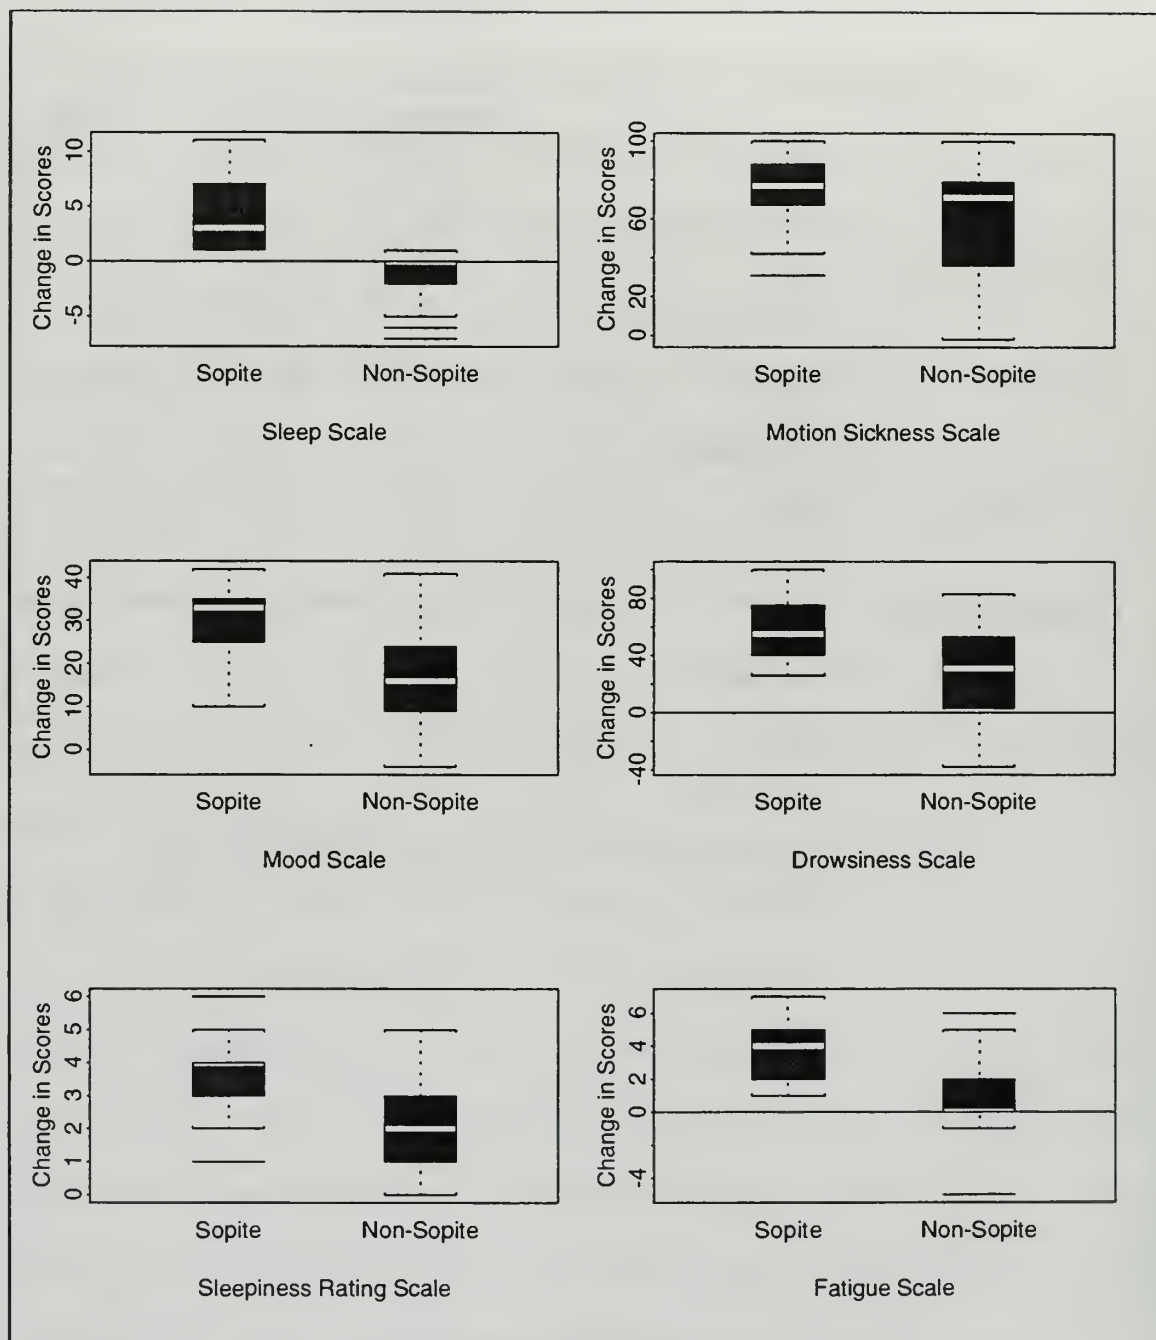 Change in Scores
10
5
0
-5
Sopite Non-Sopite
Sleep Scale
Change in Scores
100
60
20
0
Sopite Non-Sopite
Motion Sickness Scale
Change in Scores
40
30
20
10
0
Sopite Non-Sopite
Mood Scale
Change in Scores
80
40
0
-40
Sopite Non-Sopite
Drowsiness Scale
Change in Scores
6
5
4
3
2
1
0
Sopite Non-Sopite
Sleepiness Rating Scale
Change in Scores
6
4
2
0
-4
Sopite Non-Sopite
Fatigue Scale